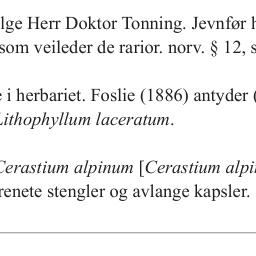 lge Herr Doktor Tonning. Jevnfør
som veileder de rarior. norv. § 12, s
i herbariet. Foslie (1886) antyder (
Lithophyllum laceratum.
Cerastium alpinum [Cerastium alpi
renete stengler og avlange kapsler.